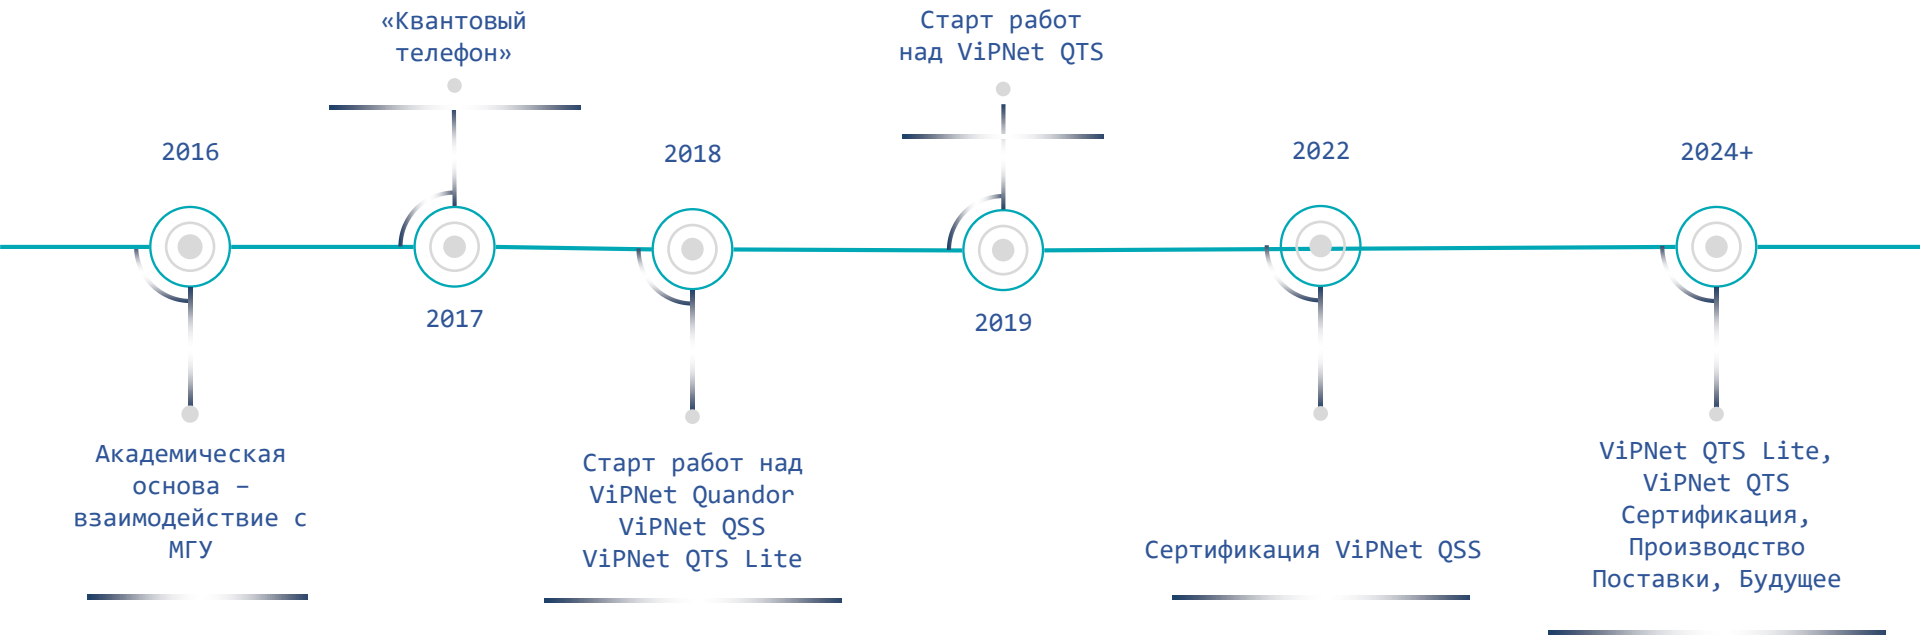 2016
Академическая
основа –
взаимодействие с
МГУ
«Квантовый
телефон»
2017
2018
Старт работ над
ViPNet Quandor
ViPNet QSS
ViPNet QTS Lite
Старт работ
над ViPNet QTS
2019
2022
Сертификация ViPNet QSS
2024+
ViPNet QTS Lite,
ViPNet QTS
Сертификация,
Производство
Поставки, Будущее